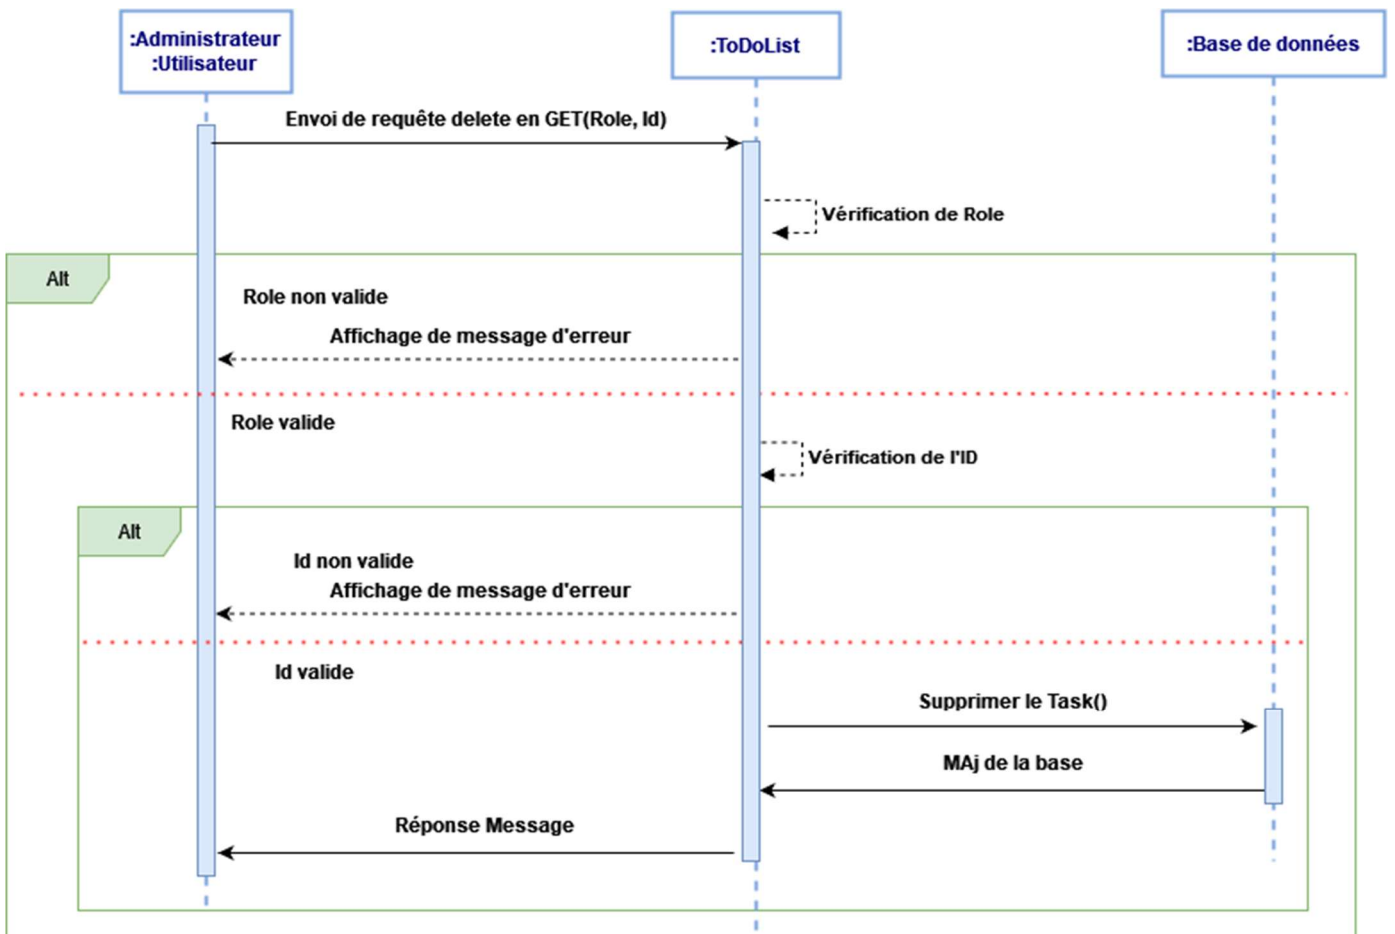 :Administrateur
:Utilisateur
:ToDoList
:Base de données
Envoi de requête delete en GET(Role, Id)
Vérification de Role
Alt
Role non valide
Affichage de message d'erreur
Role valide
Vérification de l'ID
Alt
Id non valide
Affichage de message d'erreur
Id valide
Supprimer le Task()
MAj de la base
Réponse Message